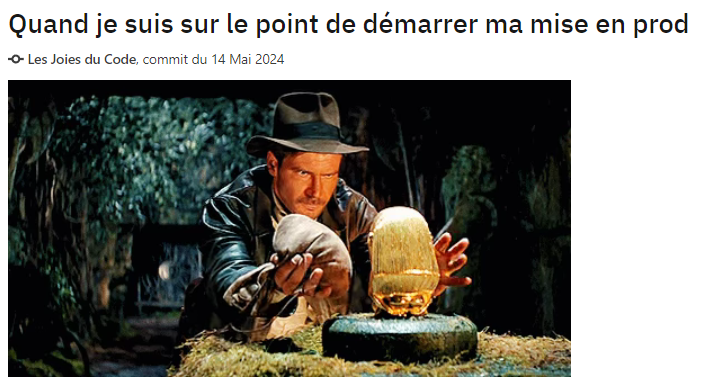 Quand je suis sur le point de démarrer ma mise en prod
Les Joies du Code, commit du 14 Mai 2024